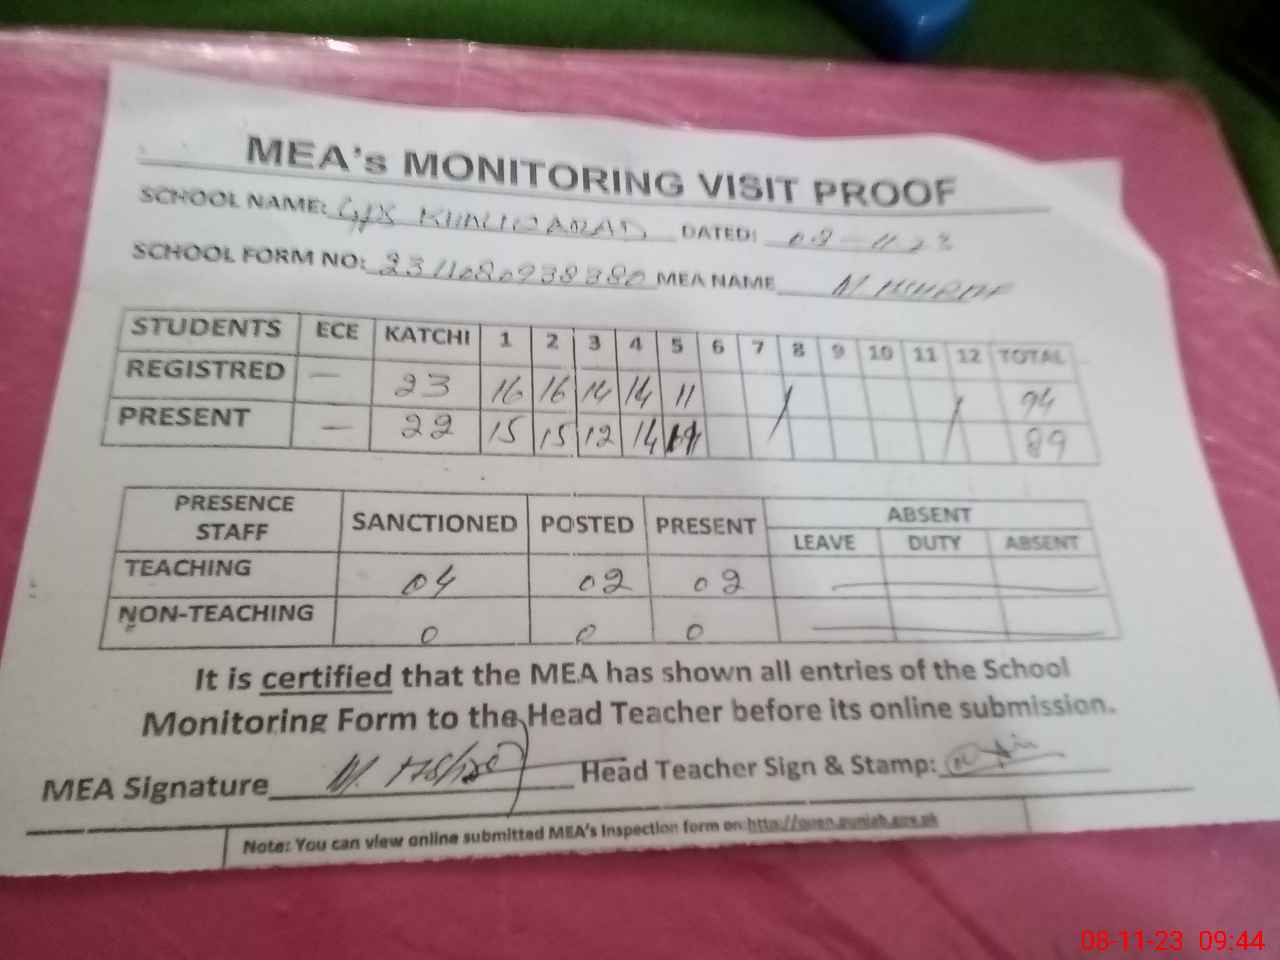 MEA's MONITORING VISIT PROOF
SCHOOL NAME: DATED: 08-11-23
SCHOOL FORM NO: 2311080938380 MEA NAME
STUDENTS ECE KATCHI 1 2 3 4 5 6 7 8 9 10 11 12 TOTAL
REGISTRED — 23 16 16 14 14 11 94
PRESENT — 22 15 15 12 14 89
PRESENCE STAFF SANCTIONED POSTED PRESENT ABSENT
LEAVE DUTY ABSENT
TEACHING 04 02 02
NON-TEACHING 0 0 0
It is certified that the MEA has shown all entries of the School
Monitoring Form to the Head Teacher before its online submission.
MEA Signature Head Teacher Sign & Stamp:
Note: You can view online submitted MEA's Inspection form on
08-11-23 09:44